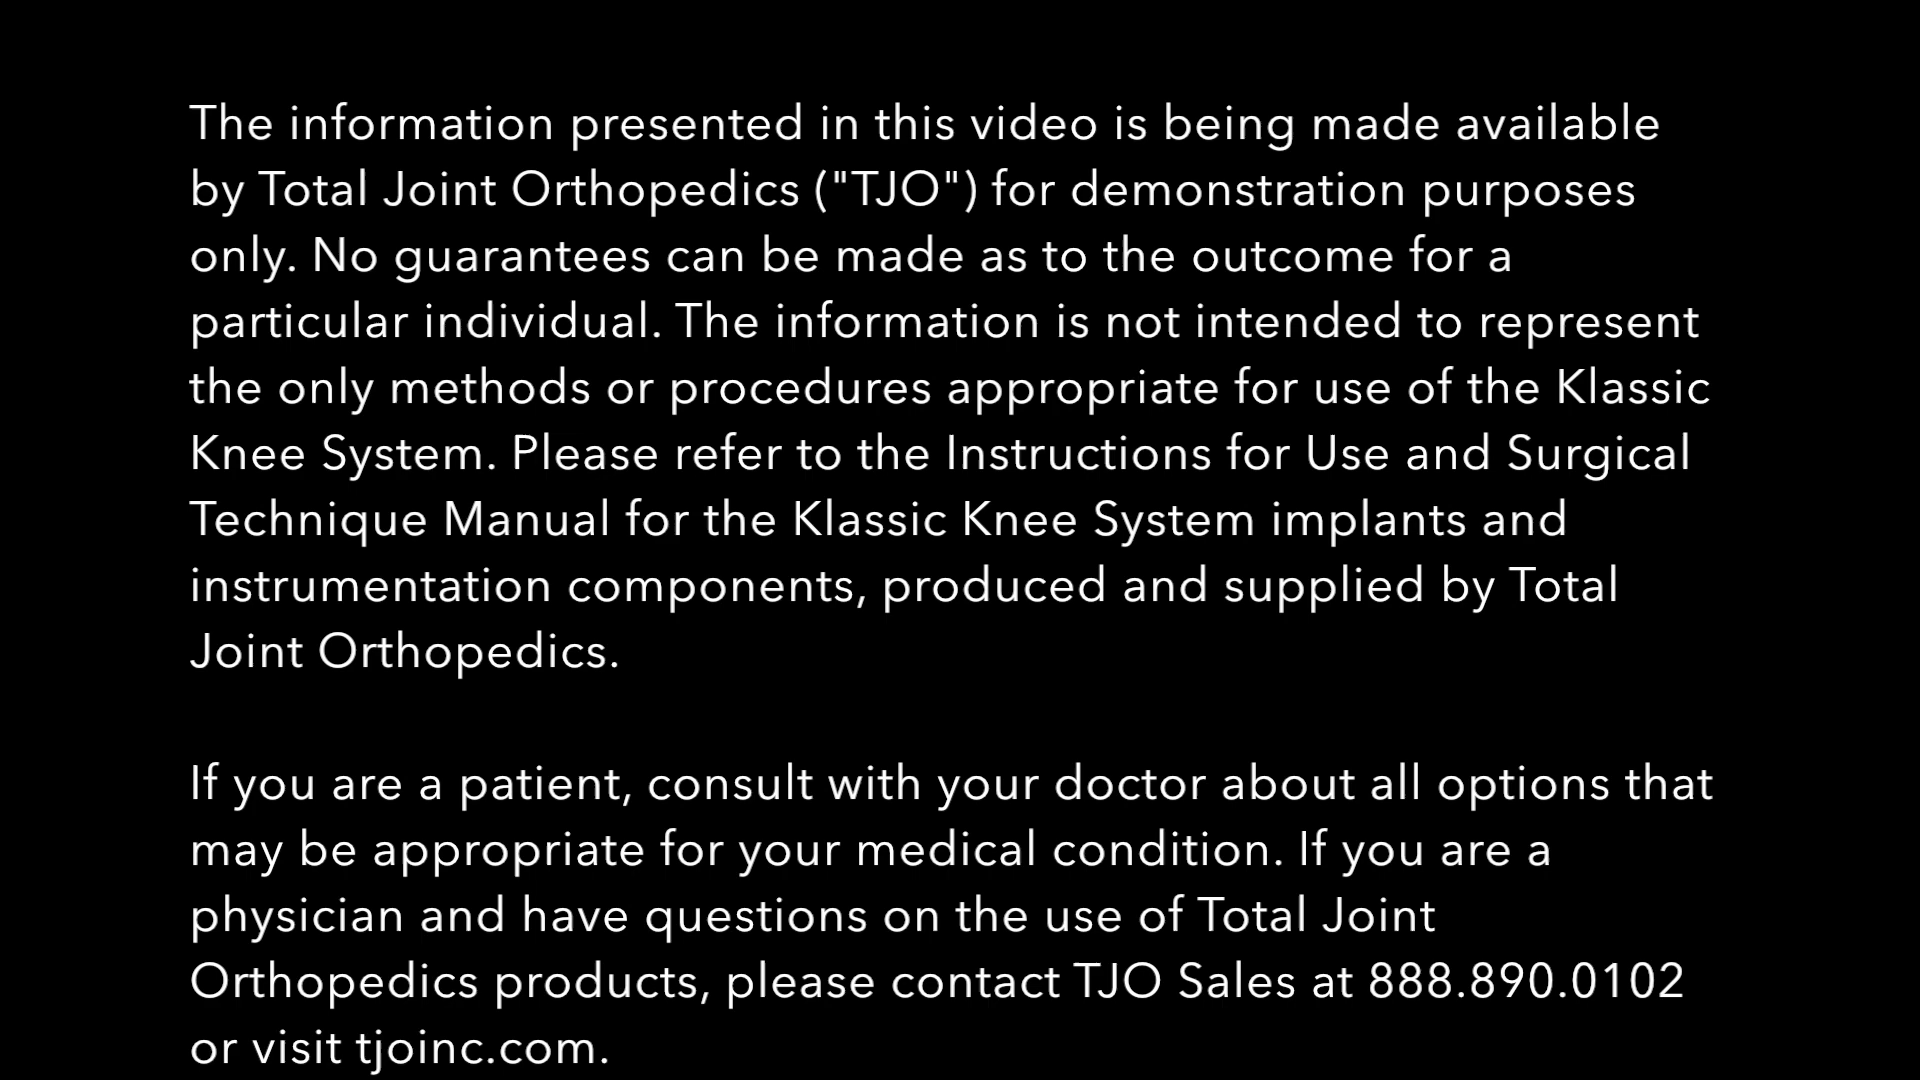 The information presented in this video is being made available
by Total Joint Orthopedics ("TJO") for demonstration purposes
only. No guarantees can be made as to the outcome for a
particular individual. The information is not intended to represent
the only methods or procedures appropriate for use of the Klassic
Knee System. Please refer to the Instructions for Use and Surgical
Technique Manual for the Klassic Knee System implants and
instrumentation components, produced and supplied by Total
Joint Orthopedics.
If you are a patient, consult with your doctor about all options that
may be appropriate for your medical condition. If you are a
physician and have questions on the use of Total Joint
Orthopedics products, please contact TJO Sales at 888.890.0102
or visit tjoinc.com.